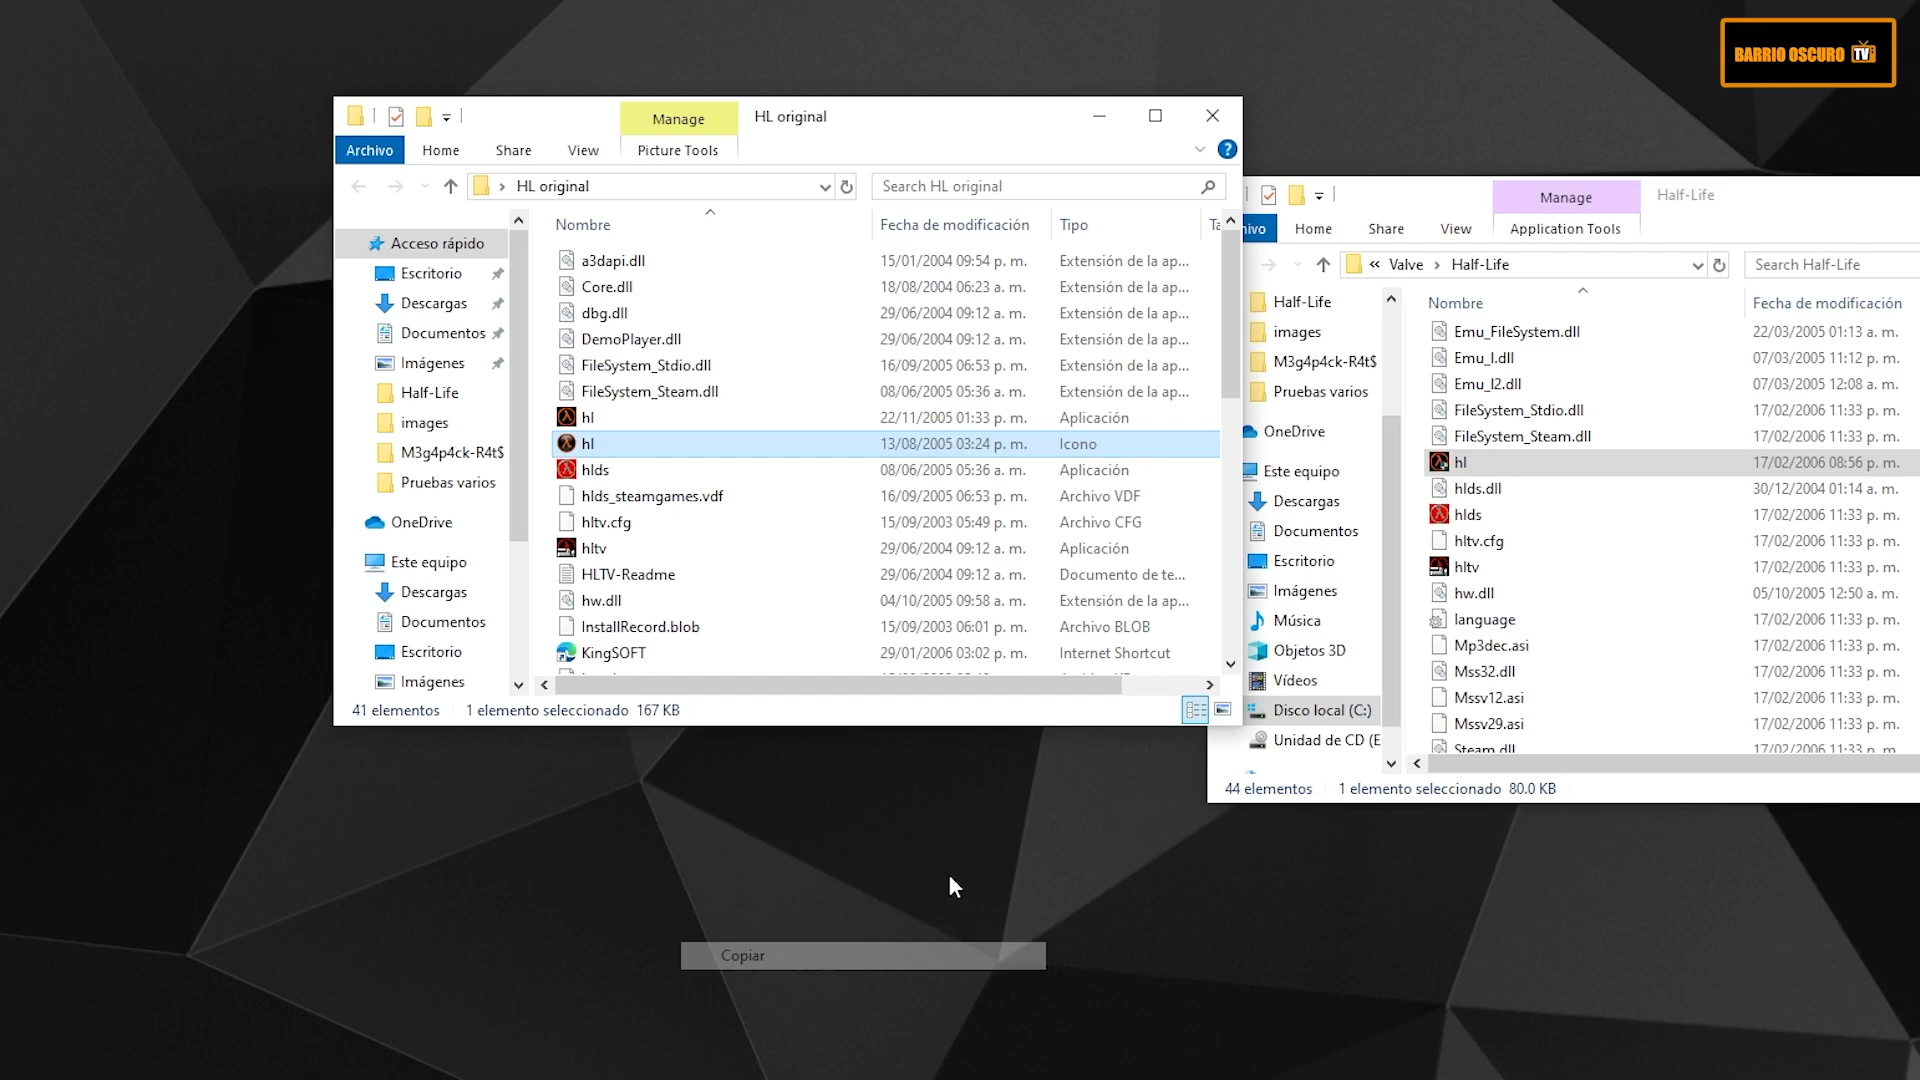 BARRIO OSCURO TV
Manage
HL original
Archivo
Home
Share
View
Picture Tools
HL original
Search HL original
Nombre
Fecha de modificación
Tipo
Acceso rápido
Escritorio
Descargas
Documentos
Imágenes
Half-Life
images
M3g4p4ck-R4t$
Pruebas varios
OneDrive
Este equipo
Descargas
Documentos
Escritorio
Imágenes
a3dapi.dll 15/01/2004 09:54 p. m. Extensión de la ap...
Core.dll 18/08/2004 06:23 a. m. Extensión de la ap...
dbg.dll 29/06/2004 09:12 a. m. Extensión de la ap...
DemoPlayer.dll 29/06/2004 09:12 a. m. Extensión de la ap...
FileSystem_Stdio.dll 16/09/2005 06:53 p. m. Extensión de la ap...
FileSystem_Steam.dll 08/06/2005 05:36 a. m. Extensión de la ap...
hl 22/11/2005 01:33 p. m. Aplicación
hl 13/08/2005 03:24 p. m. Icono
hlds 08/06/2005 05:36 a. m. Aplicación
hlds_steamgames.vdf 16/09/2005 06:53 p. m. Archivo VDF
hltv.cfg 15/09/2003 05:49 p. m. Archivo CFG
hltv 29/06/2004 09:12 a. m. Aplicación
HLTV-Readme 29/06/2004 09:12 a. m. Documento de te...
hw.dll 04/10/2005 09:58 a. m. Extensión de la ap...
InstallRecord.blob 15/09/2003 06:01 p. m. Archivo BLOB
KingSOFT 29/01/2006 03:02 p. m. Internet Shortcut
41 elementos
1 elemento seleccionado 167 KB
Manage
Half-Life
Home
Share
View
Application Tools
« Valve › Half-Life
Search Half-Life
Nombre
Fecha de modificación
Half-Life
images
M3g4p4ck-R4t$
Pruebas varios
OneDrive
Este equipo
Descargas
Documentos
Escritorio
Imágenes
Música
Objetos 3D
Vídeos
Disco local (C:)
Unidad de CD (E
Emu_FileSystem.dll 22/03/2005 01:13 a. m.
Emu_l.dll 07/03/2005 11:12 p. m.
Emu_l2.dll 07/03/2005 12:08 a. m.
FileSystem_Stdio.dll 17/02/2006 11:33 p. m.
FileSystem_Steam.dll 17/02/2006 11:33 p. m.
hl 17/02/2006 08:56 p. m.
hlds.dll 30/12/2004 01:14 a. m.
hlds 17/02/2006 11:33 p. m.
hltv.cfg 17/02/2006 11:33 p. m.
hltv 17/02/2006 11:33 p. m.
hw.dll 05/10/2005 12:50 a. m.
language 17/02/2006 11:33 p. m.
Mp3dec.asi 17/02/2006 11:33 p. m.
Mss32.dll 17/02/2006 11:33 p. m.
Mssv12.asi 17/02/2006 11:33 p. m.
Mssv29.asi 17/02/2006 11:33 p. m.
Steam.dll 17/02/2006 11:33 p. m.
44 elementos
1 elemento seleccionado 80.0 KB
Copiar